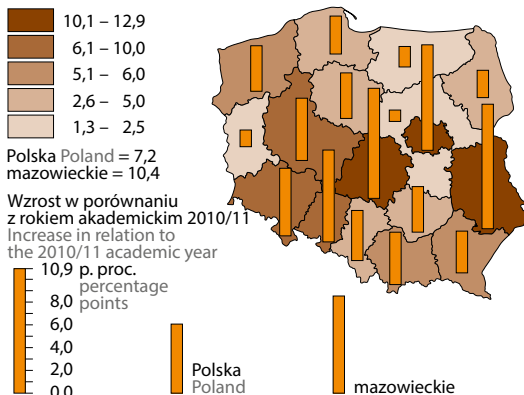 10,1 – 12,9
6,1 – 10,0
5,1 – 6,0
2,6 – 5,0
1,3 – 2,5
Polska Poland = 7,2
mazowieckie = 10,4
Wzrost w porównaniu
z rokiem akademickim 2010/11
Increase in relation to
the 2010/11 academic year
10,9 p. proc.
percentage
points
8,0
6,0
4,0
2,0
0,0
Polska
Poland
mazowieckie